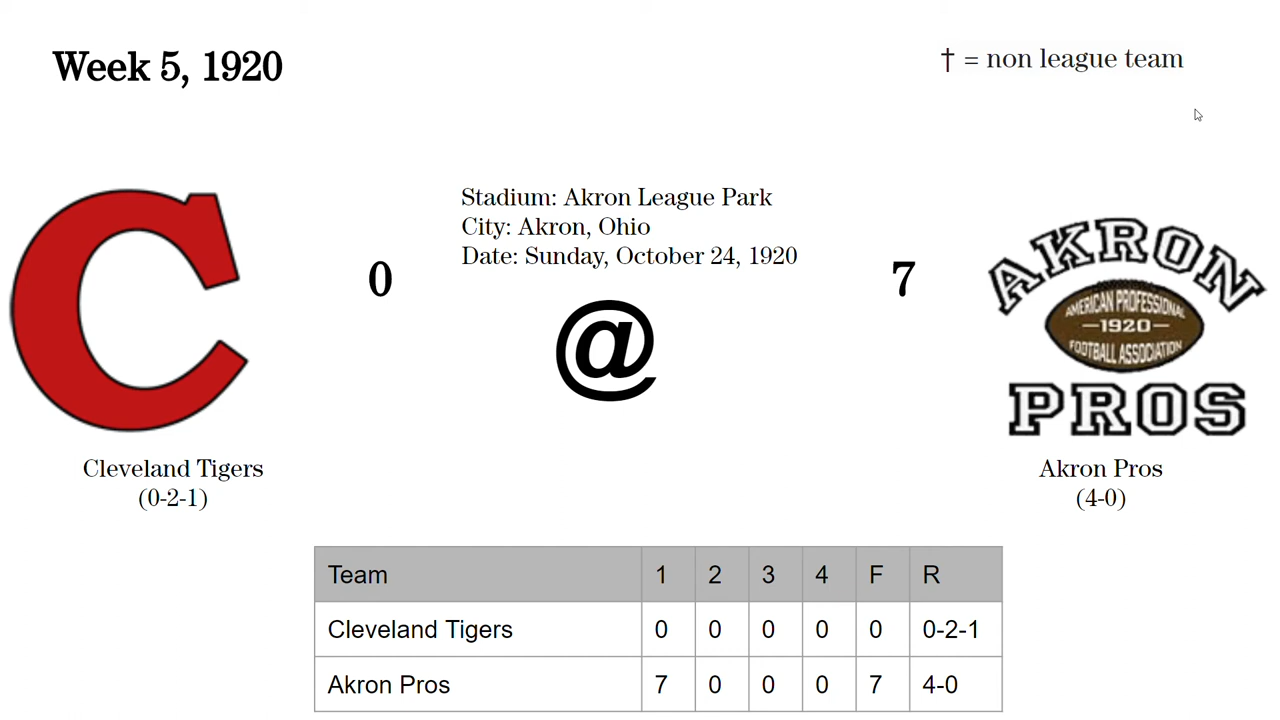 Week 5, 1920
† = non league team
Stadium: Akron League Park
City: Akron, Ohio
Date: Sunday, October 24, 1920
C
0
@
7
AKRON
AMERICAN PROFESSIONAL
–1920–
FOOTBALL ASSOCIATION
PROS
Cleveland Tigers
(0-2-1)
Akron Pros
(4-0)
Team 1 2 3 4 F R
Cleveland Tigers 0 0 0 0 0 0-2-1
Akron Pros 7 0 0 0 7 4-0